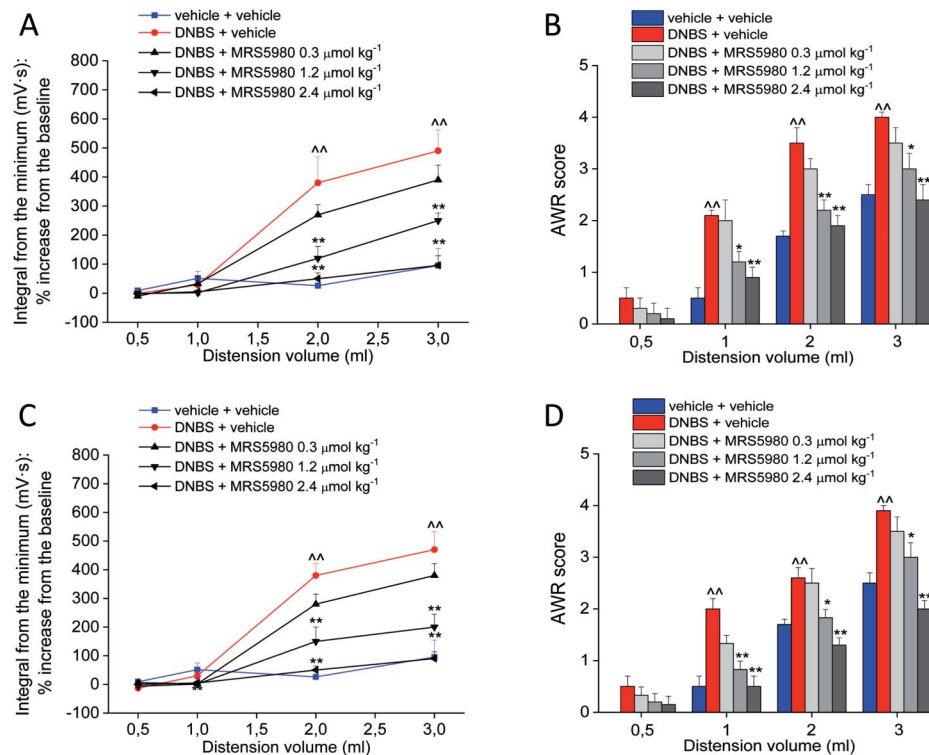 A
vehicle + vehicle
DNBS + vehicle
DNBS + MRS5980 0.3 μmol kg⁻¹
DNBS + MRS5980 1.2 μmol kg⁻¹
DNBS + MRS5980 2.4 μmol kg⁻¹
Integral from the minimum (mV·s):
% increase from the baseline
800
700
600
500
400
300
200
100
0
-100
^^
^^
**
**
**
**
0,5
1,0
1,5
2,0
2,5
3,0
Distension volume (ml)
B
vehicle + vehicle
DNBS + vehicle
DNBS + MRS5980 0.3 μmol kg⁻¹
DNBS + MRS5980 1.2 μmol kg⁻¹
DNBS + MRS5980 2.4 μmol kg⁻¹
AWR score
5
4
3
2
1
0
^^
*
**
^^
**
**
^^
*
**
0,5
1
2
3
Distension volume (ml)
C
vehicle + vehicle
DNBS + vehicle
DNBS + MRS5980 0.3 μmol kg⁻¹
DNBS + MRS5980 1.2 μmol kg⁻¹
DNBS + MRS5980 2.4 μmol kg⁻¹
Integral from the minimum (mV·s):
% increase from the baseline
800
700
600
500
400
300
200
100
0
-100
**
^^
^^
**
**
**
**
0,5
1,0
1,5
2,0
2,5
3,0
Distension volume (ml)
D
vehicle + vehicle
DNBS + vehicle
DNBS + MRS5980 0.3 μmol kg⁻¹
DNBS + MRS5980 1.2 μmol kg⁻¹
DNBS + MRS5980 2.4 μmol kg⁻¹
AWR score
5
4
3
2
1
0
^^
**
**
^^
*
**
^^
*
**
0,5
1
2
3
Distension volume (ml)